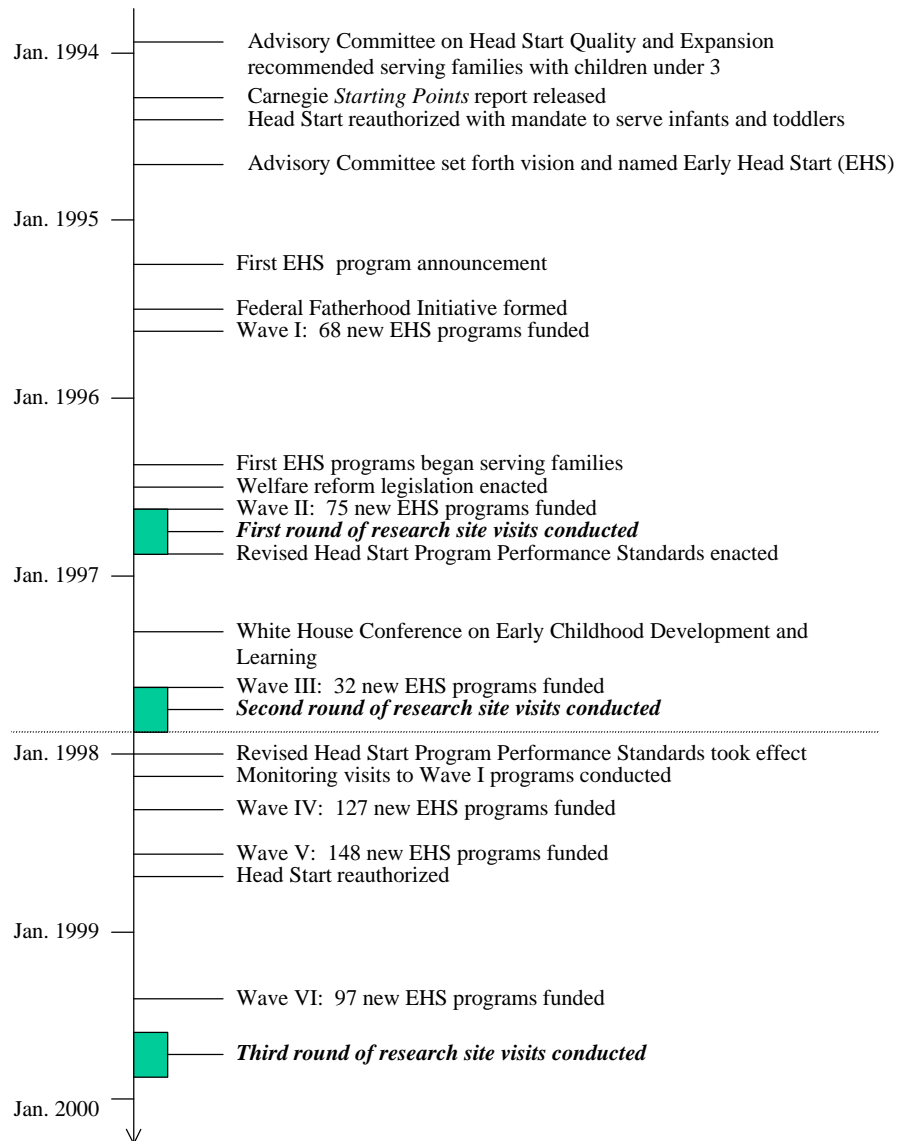 Jan. 1994
Advisory Committee on Head Start Quality and Expansion
recommended serving families with children under 3
Carnegie Starting Points report released
Head Start reauthorized with mandate to serve infants and toddlers
Advisory Committee set forth vision and named Early Head Start (EHS)
Jan. 1995
First EHS program announcement
Federal Fatherhood Initiative formed
Wave I: 68 new EHS programs funded
Jan. 1996
First EHS programs began serving families
Welfare reform legislation enacted
Wave II: 75 new EHS programs funded
First round of research site visits conducted
Revised Head Start Program Performance Standards enacted
Jan. 1997
White House Conference on Early Childhood Development and
Learning
Wave III: 32 new EHS programs funded
Second round of research site visits conducted
Jan. 1998
Revised Head Start Program Performance Standards took effect
Monitoring visits to Wave I programs conducted
Wave IV: 127 new EHS programs funded
Wave V: 148 new EHS programs funded
Head Start reauthorized
Jan. 1999
Wave VI: 97 new EHS programs funded
Third round of research site visits conducted
Jan. 2000